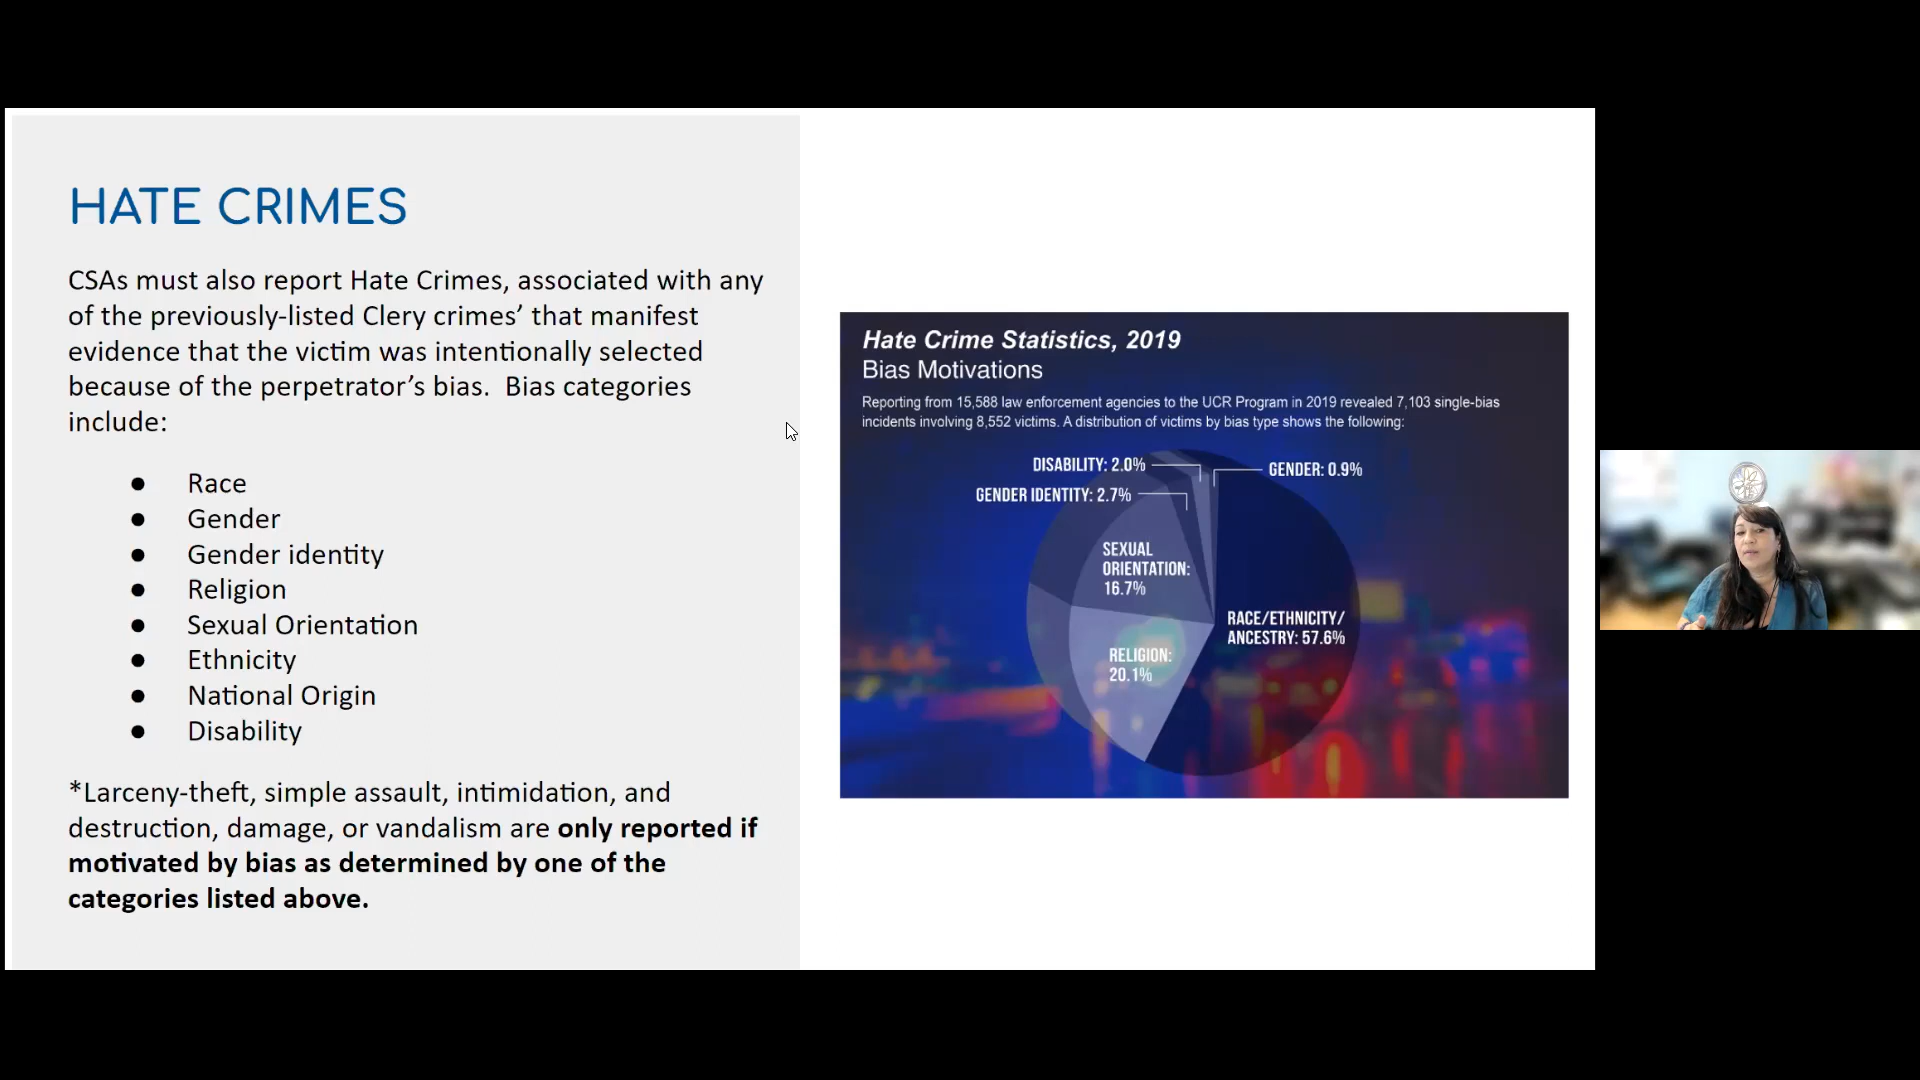 HATE CRIMES
CSAs must also report Hate Crimes, associated with any
of the previously-listed Clery crimes’ that manifest
evidence that the victim was intentionally selected
because of the perpetrator’s bias.  Bias categories
include:
● Race
● Gender
● Gender identity
● Religion
● Sexual Orientation
● Ethnicity
● National Origin
● Disability
*Larceny-theft, simple assault, intimidation, and
destruction, damage, or vandalism are only reported if
motivated by bias as determined by one of the
categories listed above.
Hate Crime Statistics, 2019
Bias Motivations
Reporting from 15,588 law enforcement agencies to the UCR Program in 2019 revealed 7,103 single-bias
incidents involving 8,552 victims. A distribution of victims by bias type shows the following:
DISABILITY: 2.0%
GENDER: 0.9%
GENDER IDENTITY: 2.7%
SEXUAL
ORIENTATION:
16.7%
RACE/ETHNICITY/
ANCESTRY: 57.6%
RELIGION:
20.1%